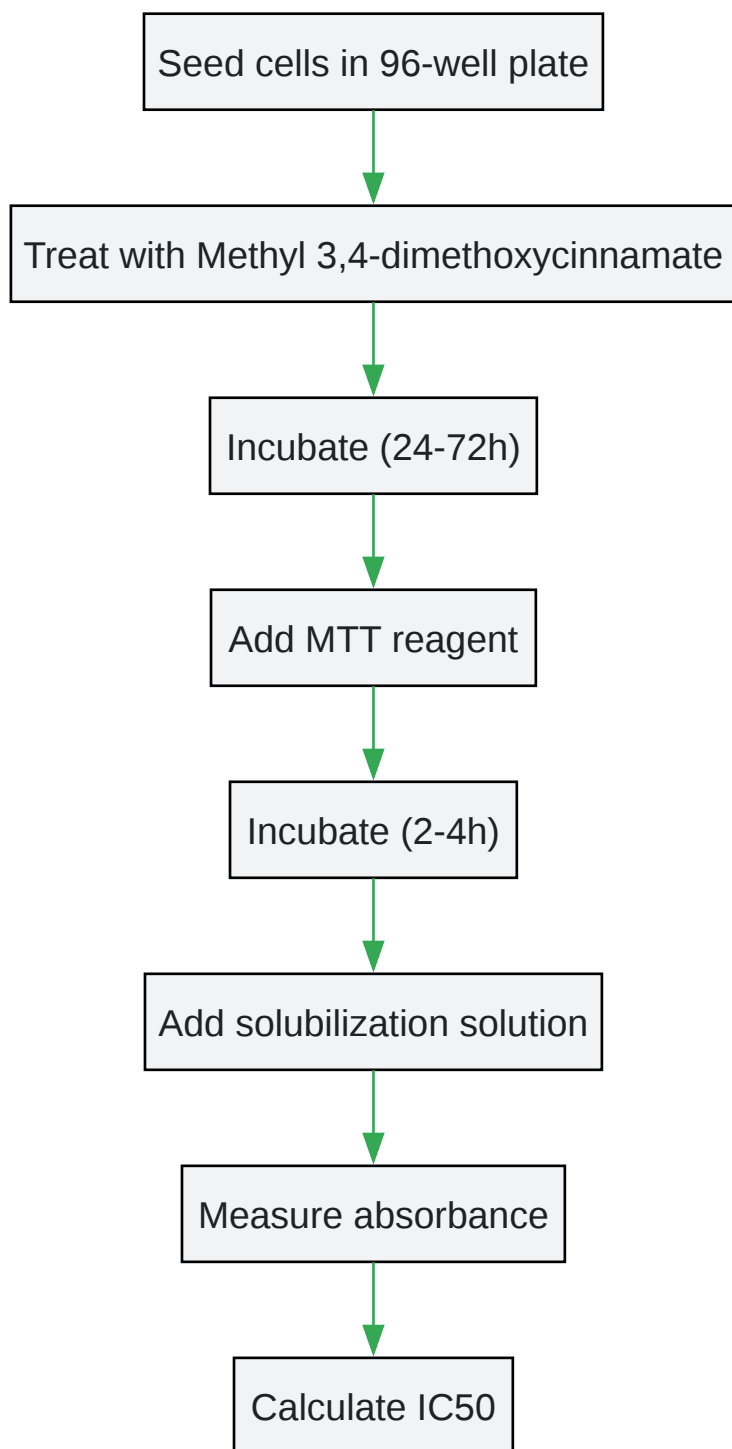 Seed cells in 96-well plate
Treat with Methyl 3,4-dimethoxycinnamate
Incubate (24-72h)
Add MTT reagent
Incubate (2-4h)
Add solubilization solution
Measure absorbance
Calculate IC50